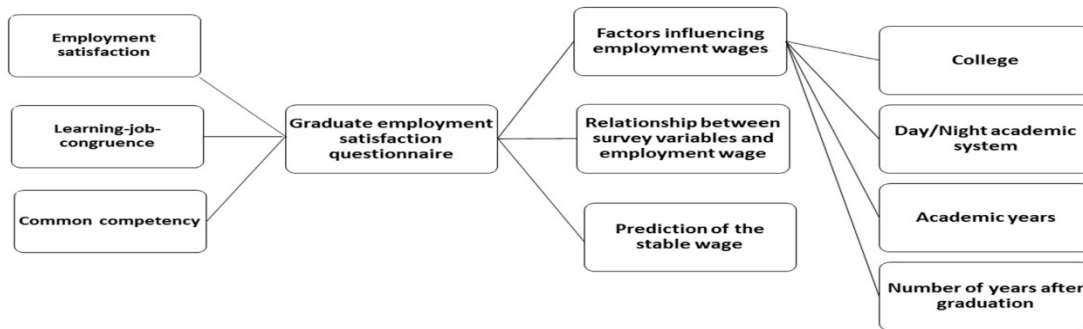 Employment
satisfaction
Learning-job-
congruence
Common competency
Graduate employment
satisfaction
questionnaire
Factors influencing
employment wages
Relationship between
survey variables and
employment wage
Prediction of the
stable wage
College
Day/Night academic
system
Academic years
Number of years after
graduation